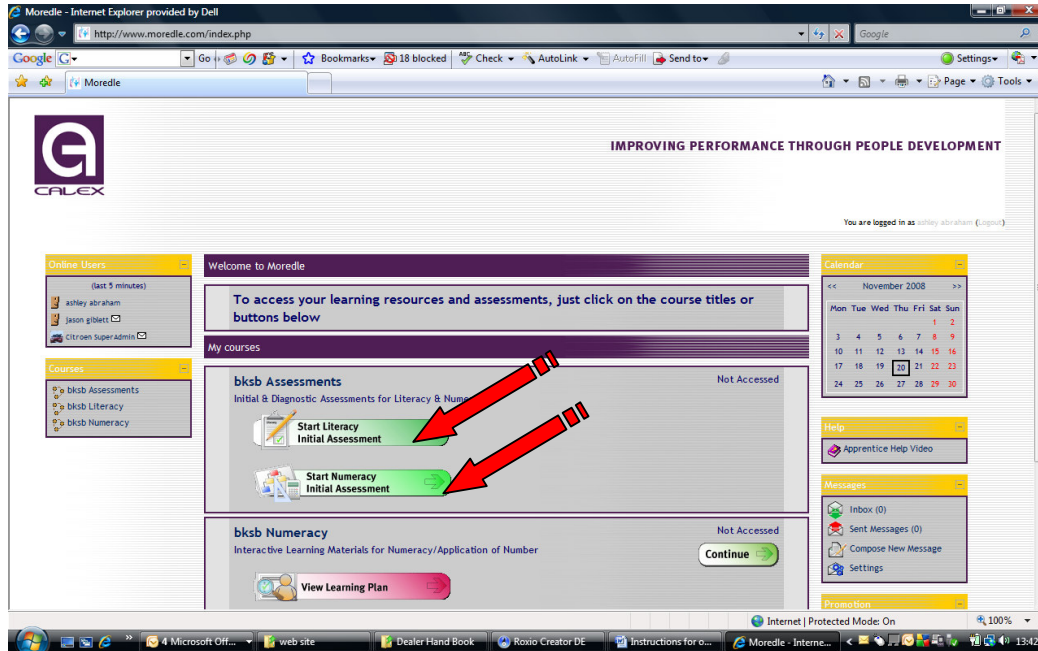 Moredle - Internet Explorer provided by Dell
http://www.moredle.com/index.php
Google
Google
G
Go
Bookmarks
18 blocked
Check
AutoLink
AutoFill
Send to
Settings
Moredle
Page
Tools
CALEX
IMPROVING PERFORMANCE THROUGH PEOPLE DEVELOPMENT
You are logged in as ashley abraham (Logout)
Online Users
(last 5 minutes)
ashley abraham
jason giblett
Citroen SuperAdmin
Courses
bksb Assessments
bksb Literacy
bksb Numeracy
Welcome to Moredle
To access your learning resources and assessments, just click on the course titles or
buttons below
My courses
bksb Assessments
Not Accessed
Initial & Diagnostic Assessments for Literacy &
Start Literacy
Initial Assessment
Start Numeracy
Initial Assessment
bksb Numeracy
Not Accessed
Interactive Learning Materials for Numeracy/Application of Number
Continue
View Learning Plan
Calendar
<< November 2008 >>
Mon Tue Wed Thu Fri Sat Sun
1 2
3 4 5 6 7 8 9
10 11 12 13 14 15 16
17 18 19 20 21 22 23
24 25 26 27 28 29 30
Help
Apprentice Help Video
Messages
Inbox (0)
Sent Messages (0)
Compose New Message
Settings
Promotion
Internet | Protected Mode: On
100%
4 Microsoft Off...
web site
Dealer Hand Book
Roxio Creator DE
Instructions for o...
Moredle - Interne...
13:42